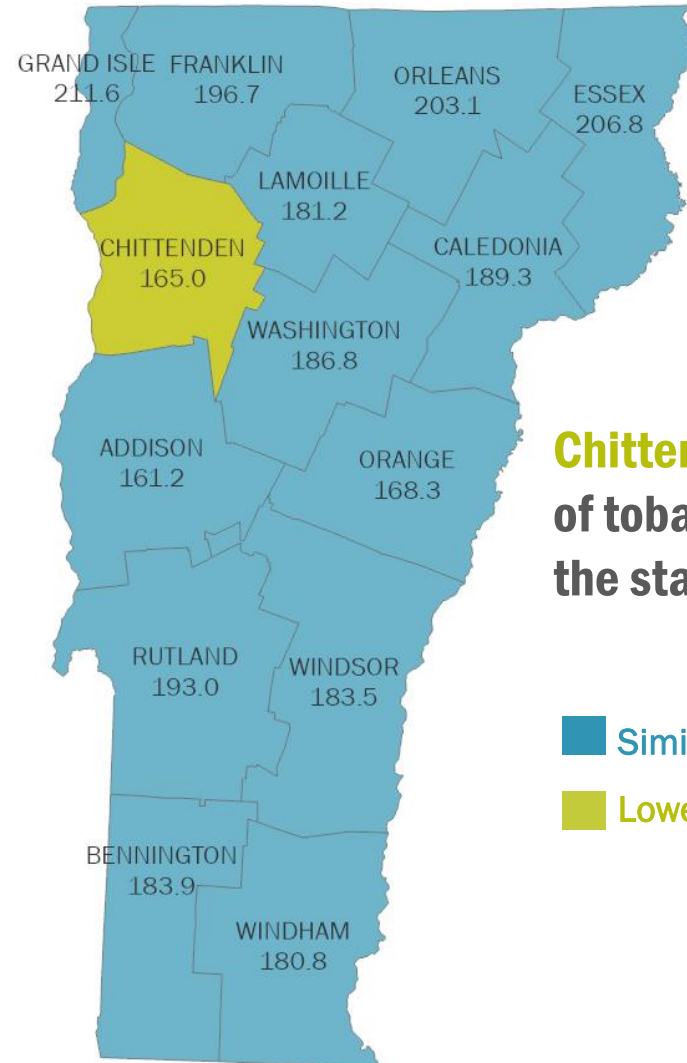 GRAND ISLE
211.6
FRANKLIN
196.7
ORLEANS
203.1
ESSEX
206.8
LAMOILLE
181.2
CHITTENDEN
165.0
CALEDONIA
189.3
WASHINGTON
186.8
ADDISON
161.2
ORANGE
168.3
RUTLAND
193.0
WINDSOR
183.5
BENNINGTON
183.9
WINDHAM
180.8
of
the